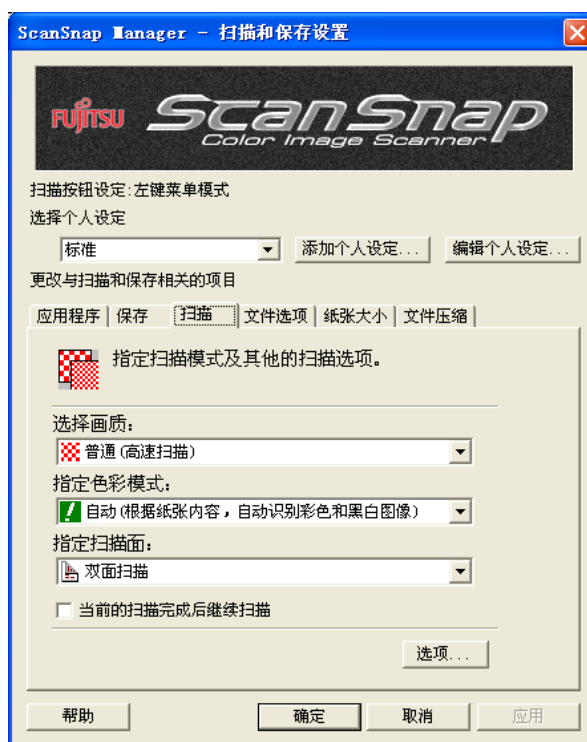 ScanSnap Manager - 扫描和保存设置
FUJITSU ScanSnap
Color Image Scanner
扫描按钮设定:左键菜单模式
选择个人设定
标准 添加个人设定... 编辑个人设定...
更改与扫描和保存相关的项目
应用程序 保存 扫描 文件选项 纸张大小 文件压缩
指定扫描模式及其他的扫描选项。
选择画质:
普通(高速扫描)
指定色彩模式:
自动(根据纸张内容，自动识别彩色和黑白图像)
指定扫描面:
双面扫描
当前的扫描完成后继续扫描
选项...
帮助 确定 取消 应用